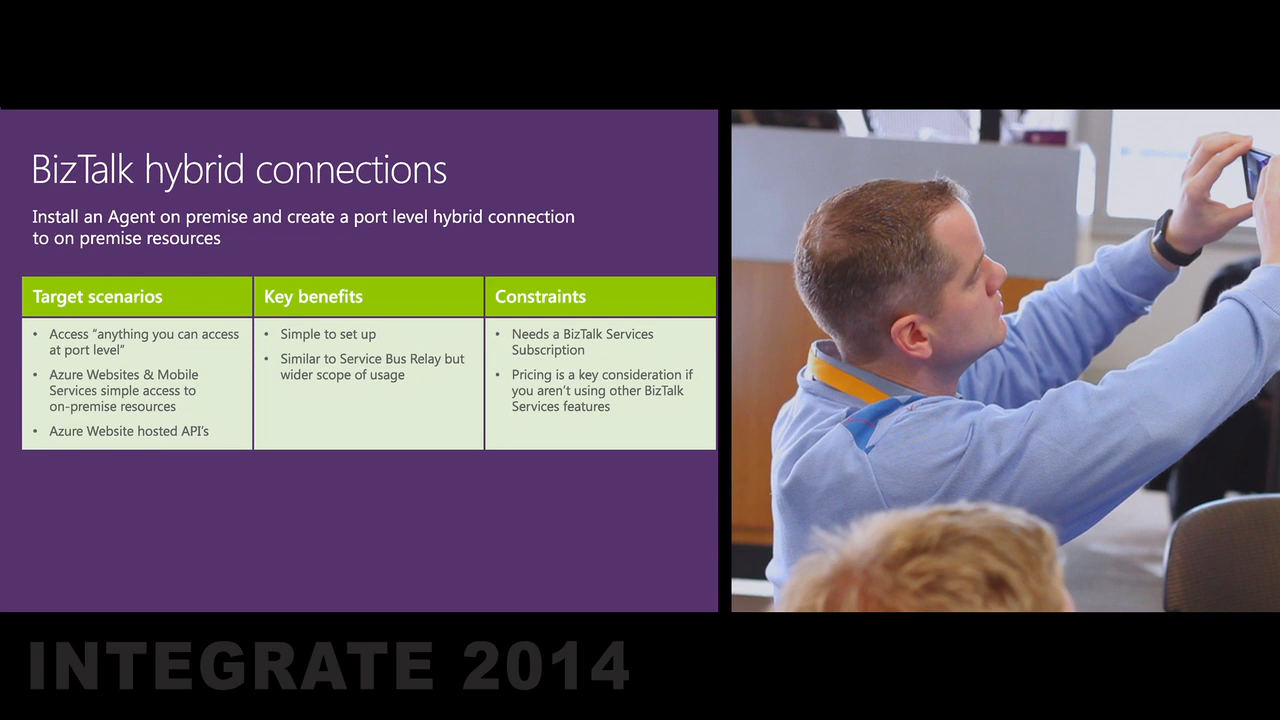 BizTalk hybrid connections
Install an Agent on premise and create a port level hybrid connection
to on premise resources
Target scenarios
Key benefits
Constraints
• Access “anything you can access
at port level”
• Azure Websites & Mobile
Services simple access to
on-premise resources
• Azure Website hosted API’s
• Simple to set up
• Similar to Service Bus Relay but
wider scope of usage
• Needs a BizTalk Services
Subscription
• Pricing is a key consideration if
you aren’t using other BizTalk
Services features
INTEGRATE 2014